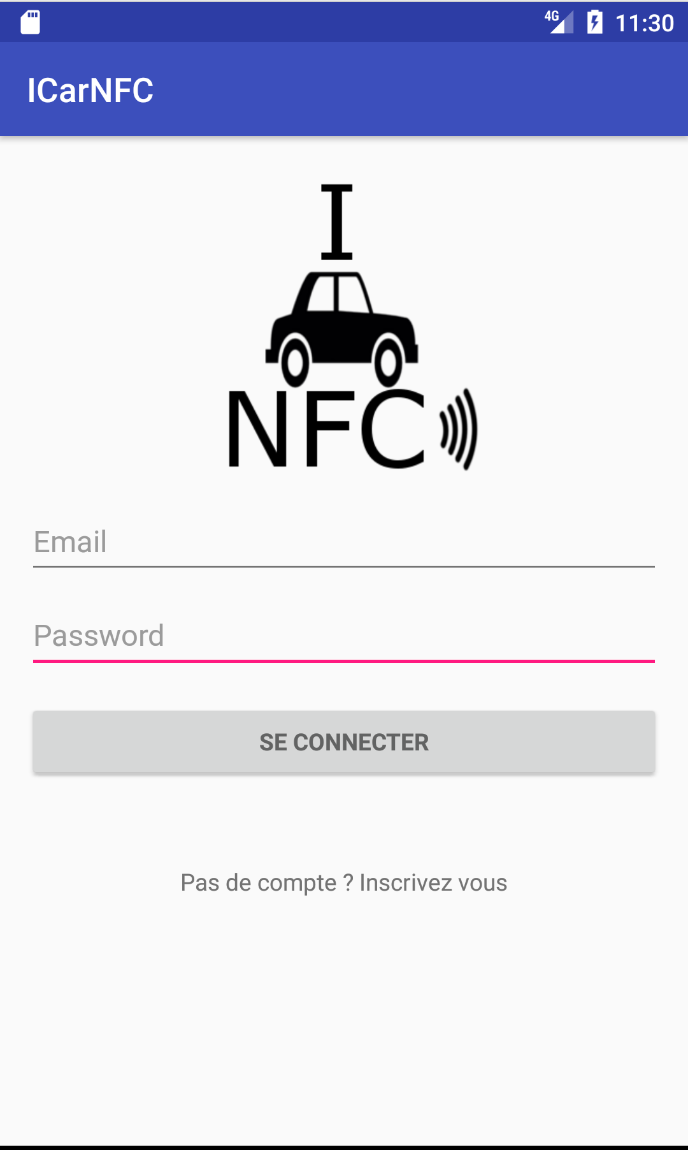 4G 11:30
ICarNFC
I
NFC
Email
Password
SE CONNECTER
Pas de compte ? Inscrivez vous